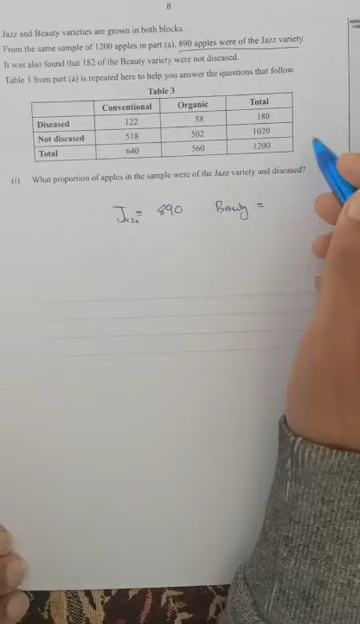 8
Jazz and Beauty varieties are grown in both blocks.
From the same sample of 1200 apples in part (a), 890 apples were of the Jazz variety.
It was also found that 182 of the Beauty variety were not diseased.
Table 3 from part (a) is repeated here to help you answer the questions that follow.
Table 3
Conventional Organic Total
Diseased 122 58 180
Not diseased 518 502 1020
Total 640 560 1200
(i) What proportion of apples in the sample were of the Jazz variety and diseased?
Jazz = 890 Beauty =